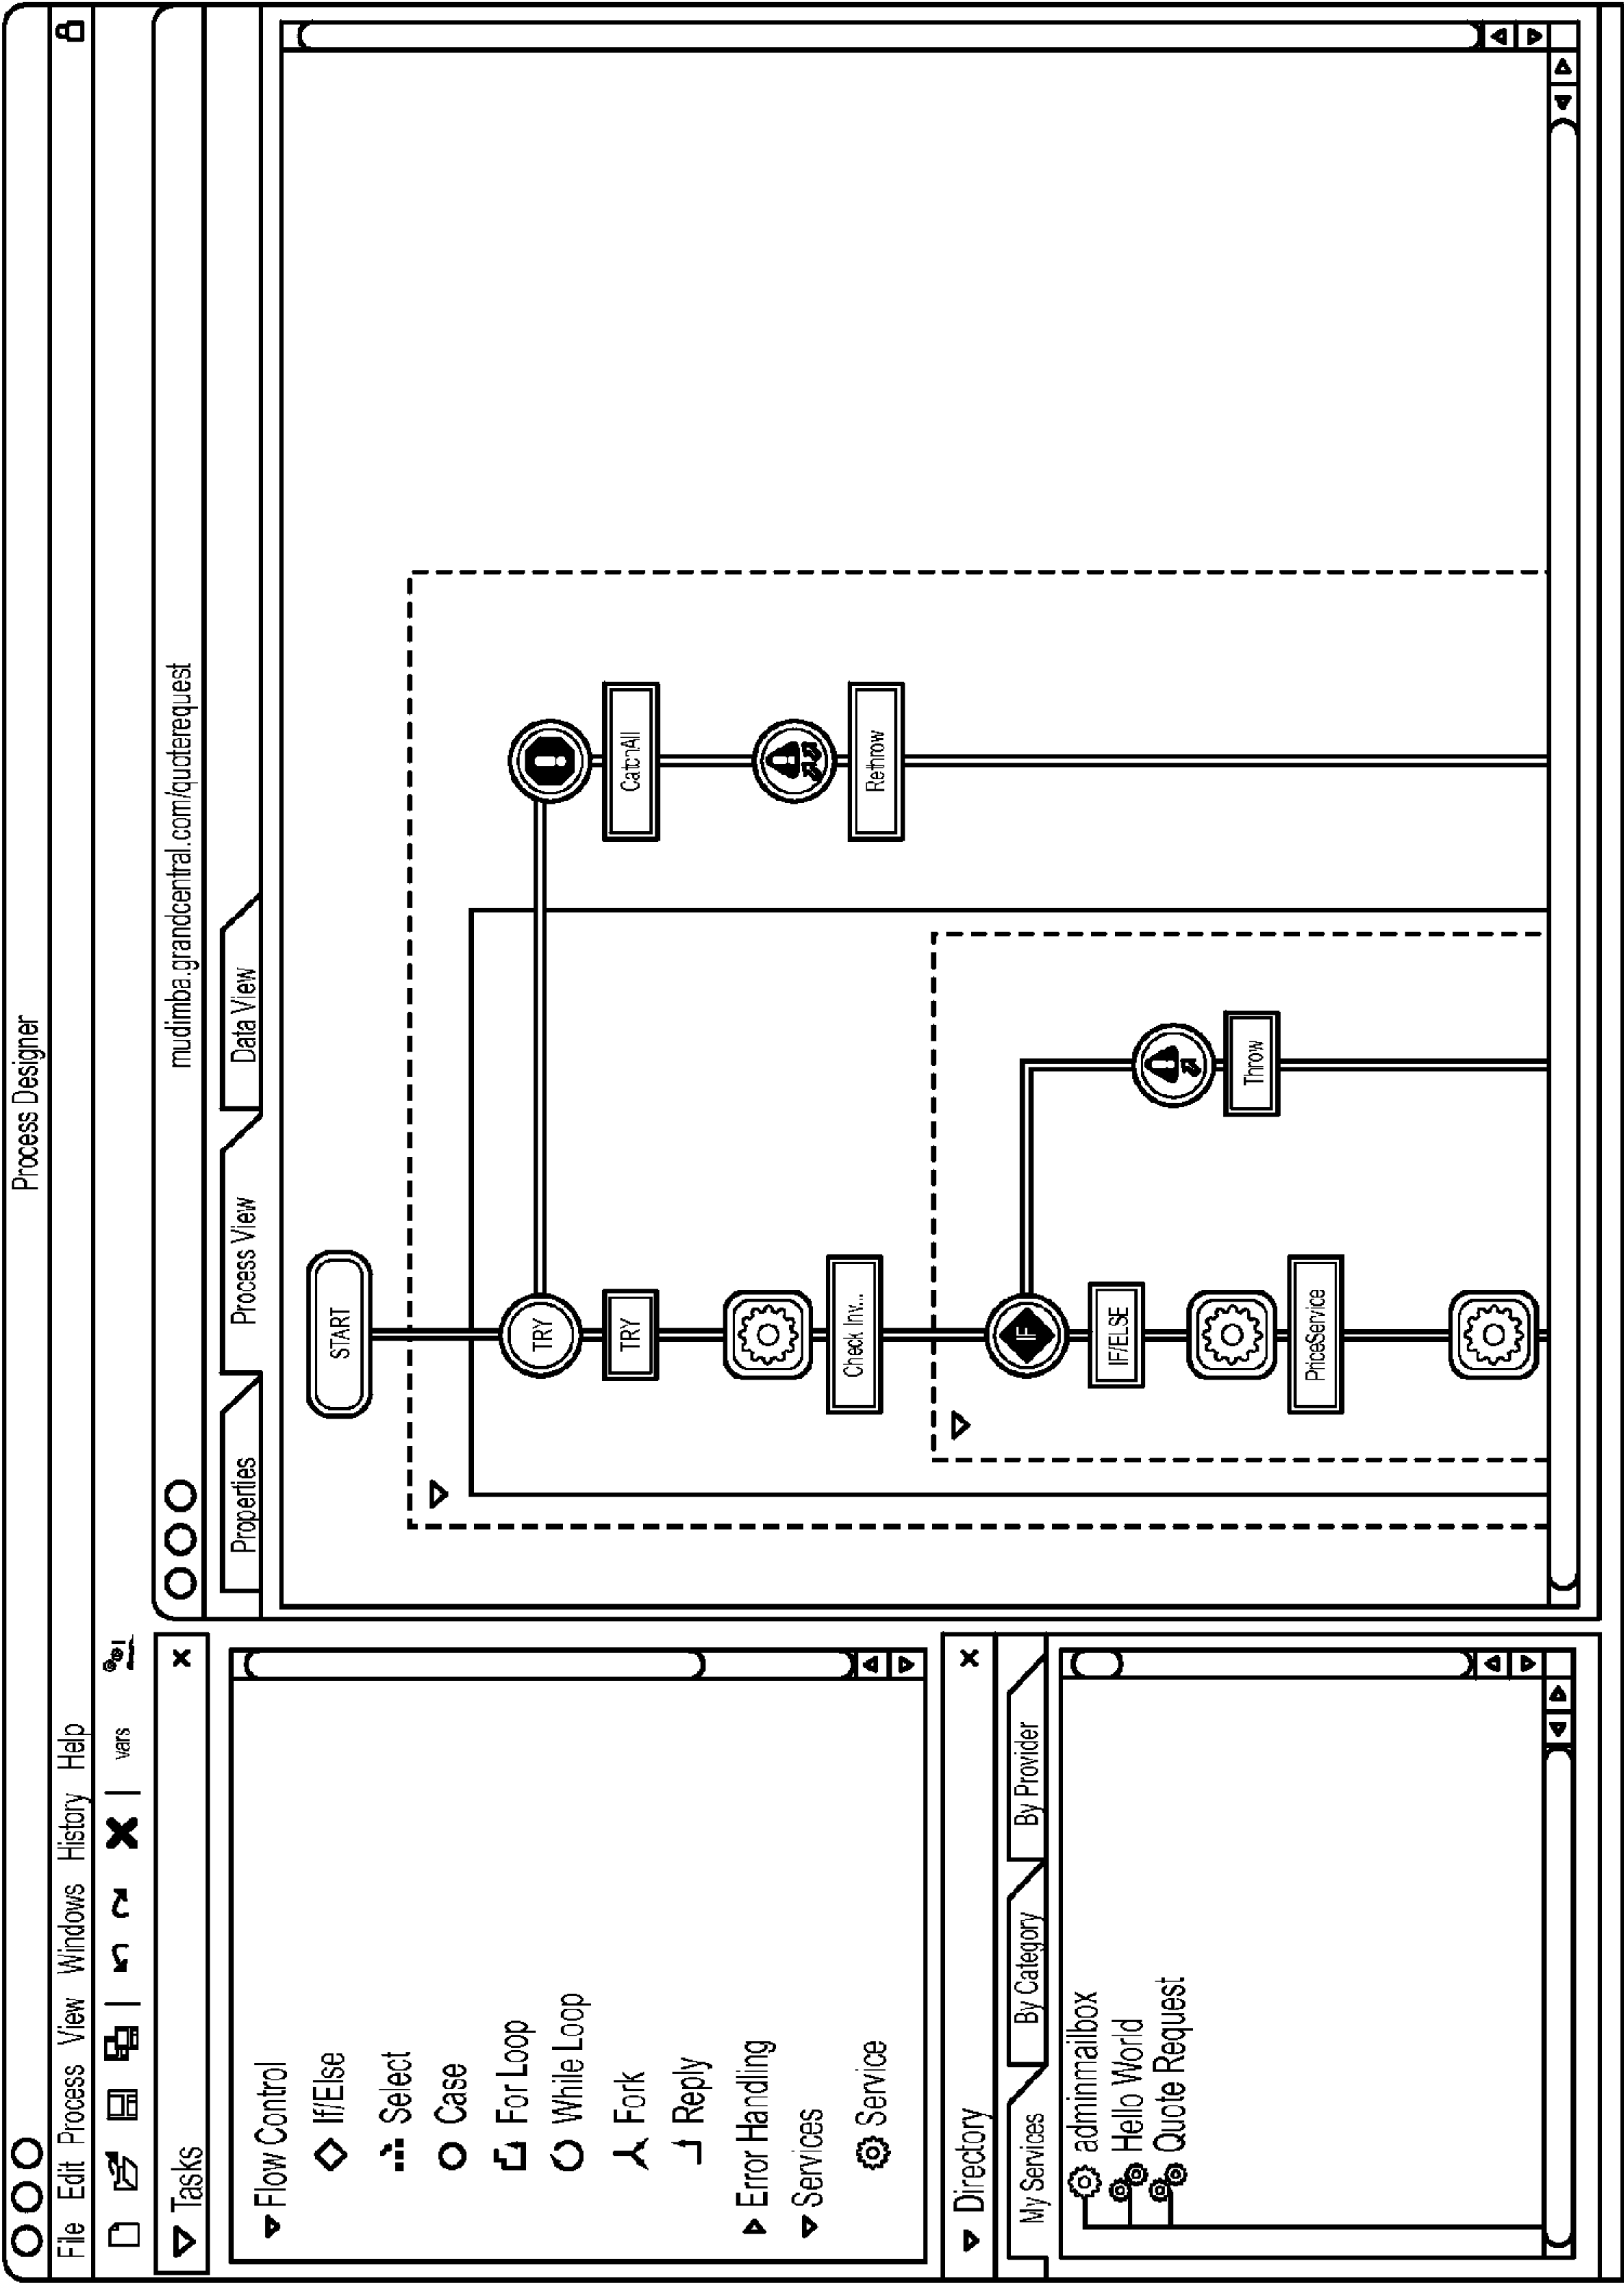 Process Designer
File Edit Process View Windows History Help
vars
Tasks
Flow Control
If/Else
Select
Case
For Loop
While Loop
Fork
Reply
Error Handling
Services
Service
Directory
My Services
By Category
By Provider
adminmailbox
Hello World
Quote Request
mudimba.grandcentral.com/quoterequest
Properties
Process View
Data View
START
TRY
TRY
CatchAll
Check Inv...
Rethrow
IF
IF/ELSE
Throw
PriceService